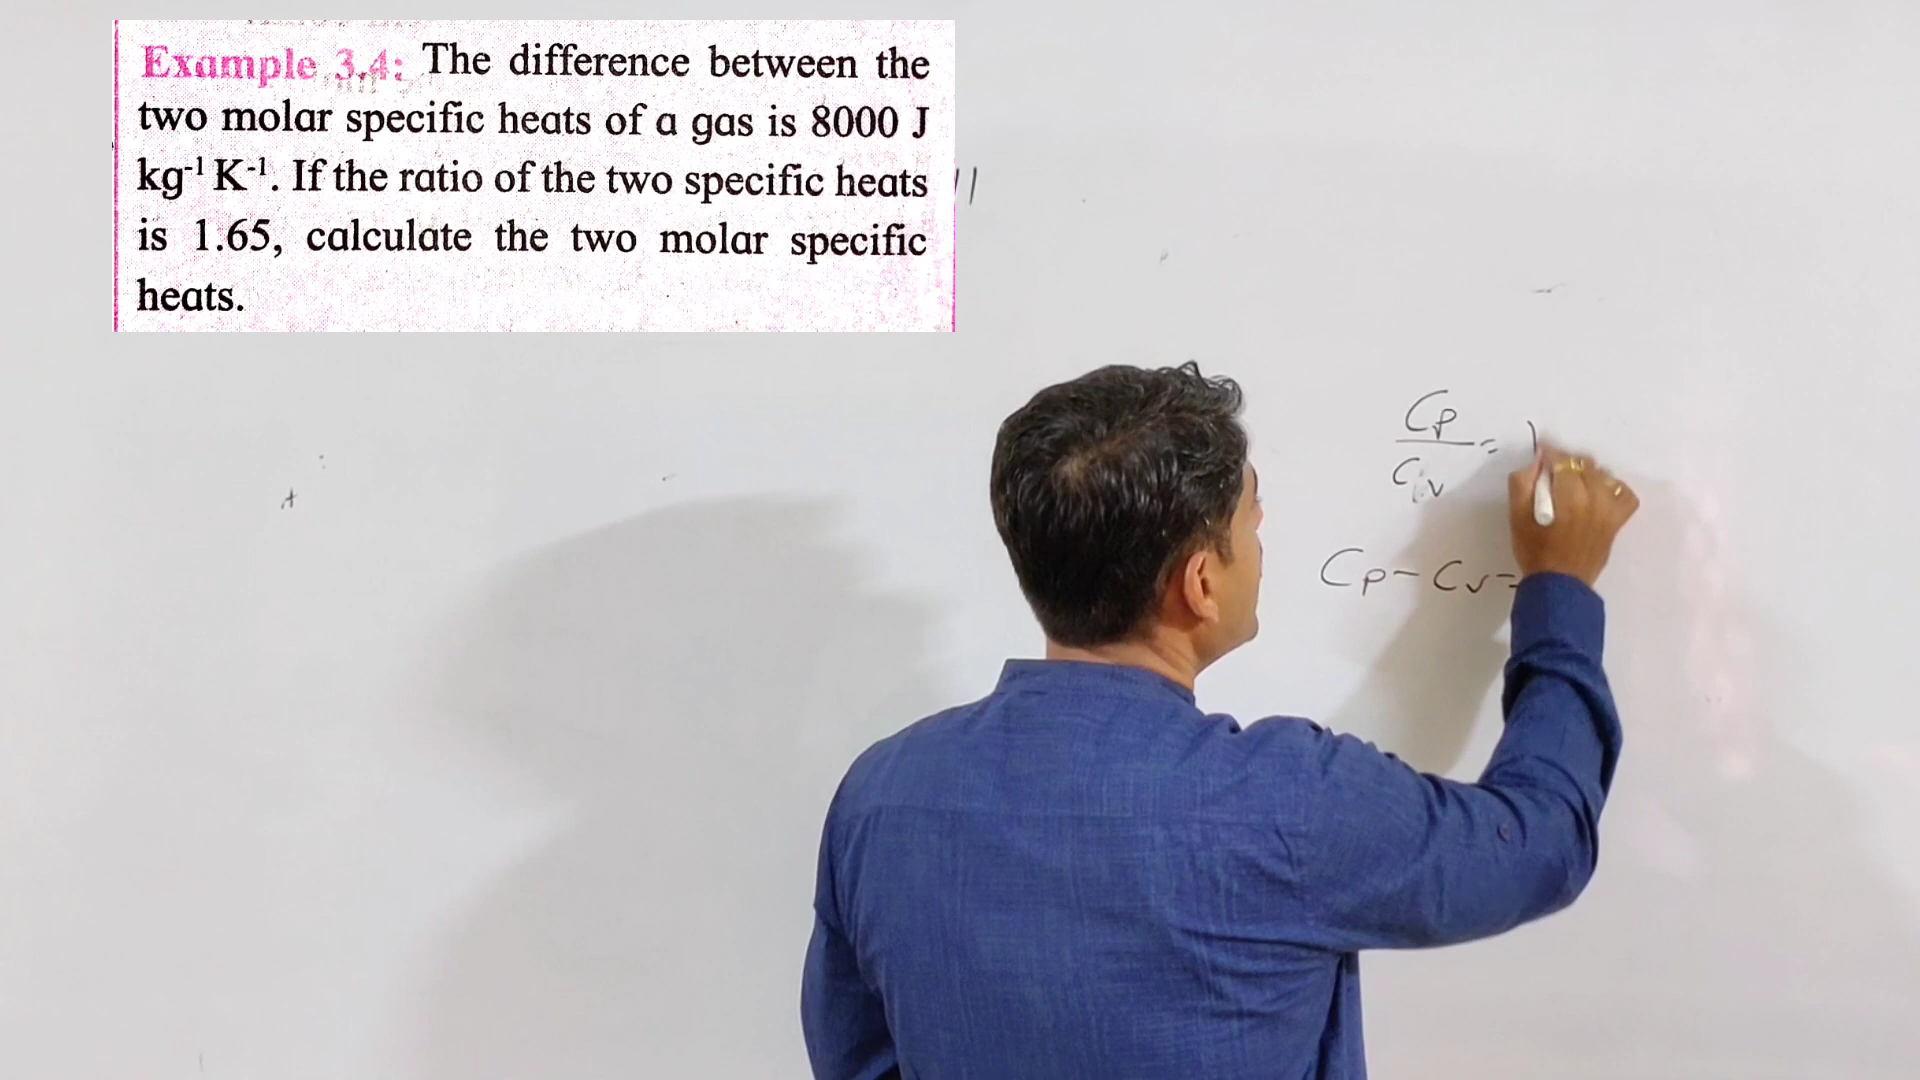 Example 3.4: The difference between the
two molar specific heats of a gas is 8000 J
kg⁻¹ K⁻¹. If the ratio of the two specific heats
is 1.65, calculate the two molar specific
heats.
Cp
Cv
=
Cp - Cv =